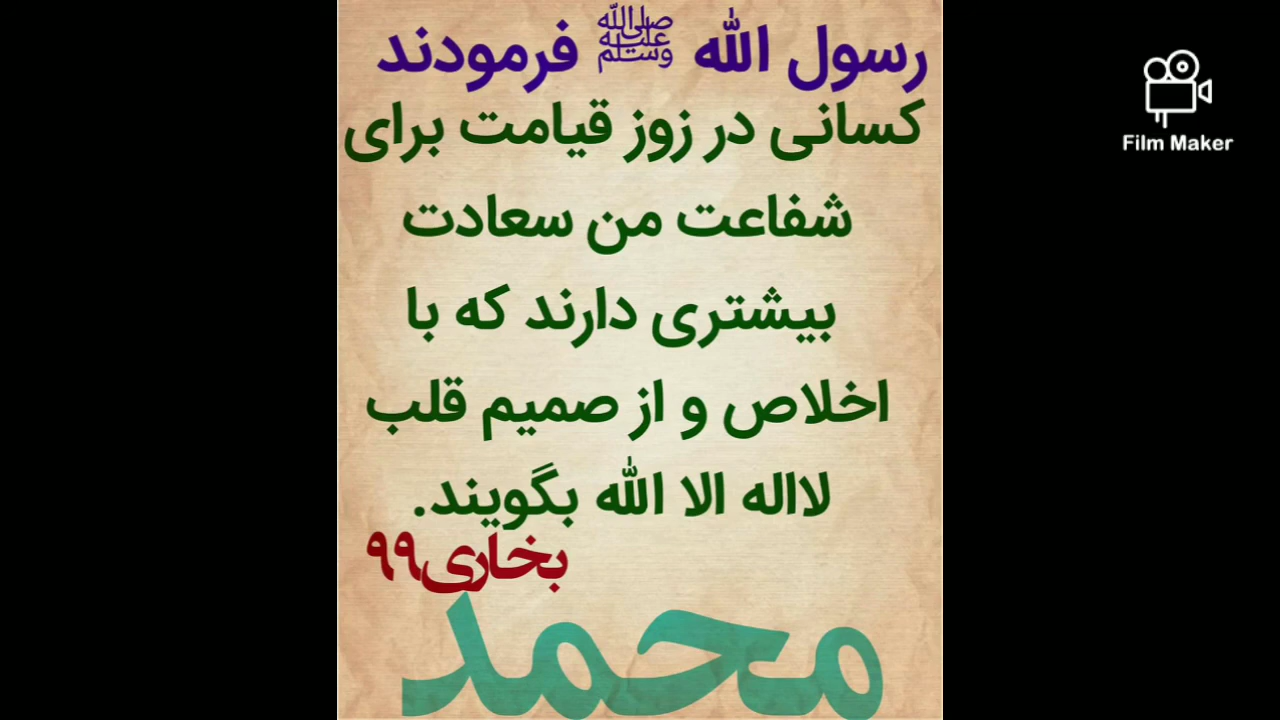 رسول الله ﷺ فرمودند
کسانی در زوز قیامت برای
شفاعت من سعادت
بیشتری دارند که با
اخلاص و از صمیم قلب
لااله الا الله بگویند.
بخاری۹۹
محمد
Film Maker